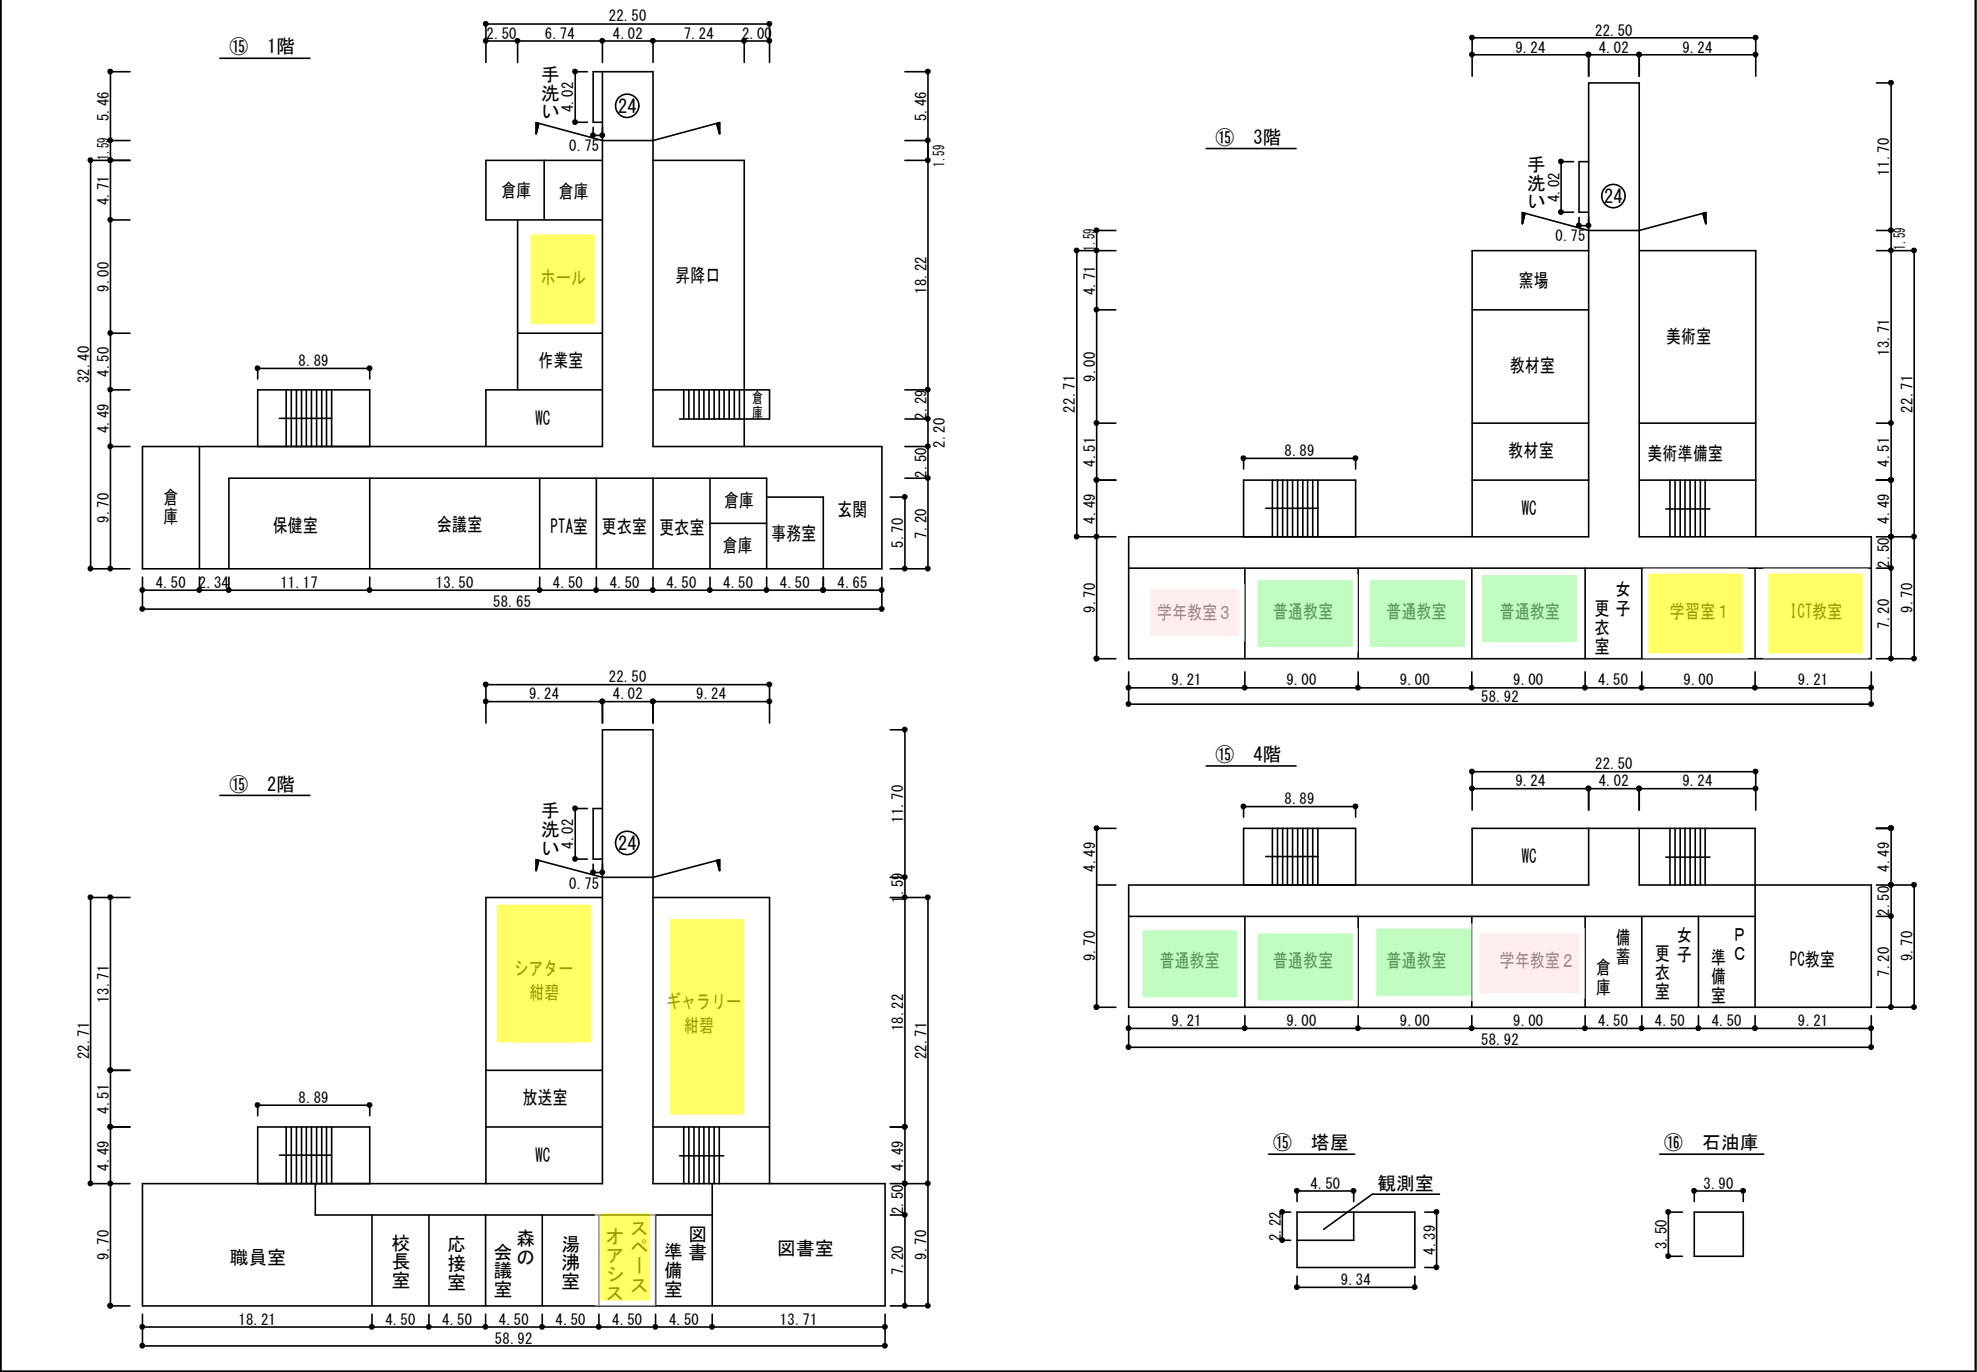 ⑮ 1階
22.50
2.50 6.74 4.02 7.24 2.00
手洗い
4.02
0.75
㉔
5.46
1.59
4.71
9.00
4.50
4.49
9.70
32.40
5.46
1.59
18.22
2.29
2.20
2.50
7.20
5.70
8.89
倉庫
倉庫
ホール
昇降口
作業室
WC
倉庫
倉庫
保健室
会議室
PTA室
更衣室
更衣室
倉庫
倉庫
事務室
玄関
4.50 2.34 11.17 13.50 4.50 4.50 4.50 4.50 4.50 4.65
58.65
⑮ 2階
22.50
9.24 4.02 9.24
手洗い
4.02
0.75
㉔
11.70
1.59
18.22
4.49
2.50
7.20
22.71
9.70
13.71
4.51
4.49
22.71
9.70
8.89
シアター
紺碧
ギャラリー
紺碧
放送室
WC
職員室
校長室
応接室
森の
会議室
湯沸室
スペース
オアシス
図書
準備室
図書室
18.21 4.50 4.50 4.50 4.50 4.50 4.50 13.71
58.92
⑮ 3階
22.50
9.24 4.02 9.24
手洗い
4.02
0.75
㉔
1.59
4.71
9.00
4.51
4.49
22.71
9.70
11.70
1.59
13.71
4.51
4.49
22.71
2.50
7.20
9.70
8.89
窯場
教材室
教材室
WC
美術室
美術準備室
学年教室3
普通教室
普通教室
普通教室
女子
更衣室
学習室1
ICT教室
9.21 9.00 9.00 9.00 4.50 9.00 9.21
58.92
⑮ 4階
22.50
9.24 4.02 9.24
8.89
4.49
9.70
4.49
2.50
7.20
9.70
WC
普通教室
普通教室
普通教室
学年教室2
備蓄
倉庫
女子
更衣室
PC
準備室
PC教室
9.21 9.00 9.00 9.00 4.50 4.50 4.50 9.21
58.92
⑮ 塔屋
4.50
観測室
2.22
4.39
9.34
⑯ 石油庫
3.90
3.50